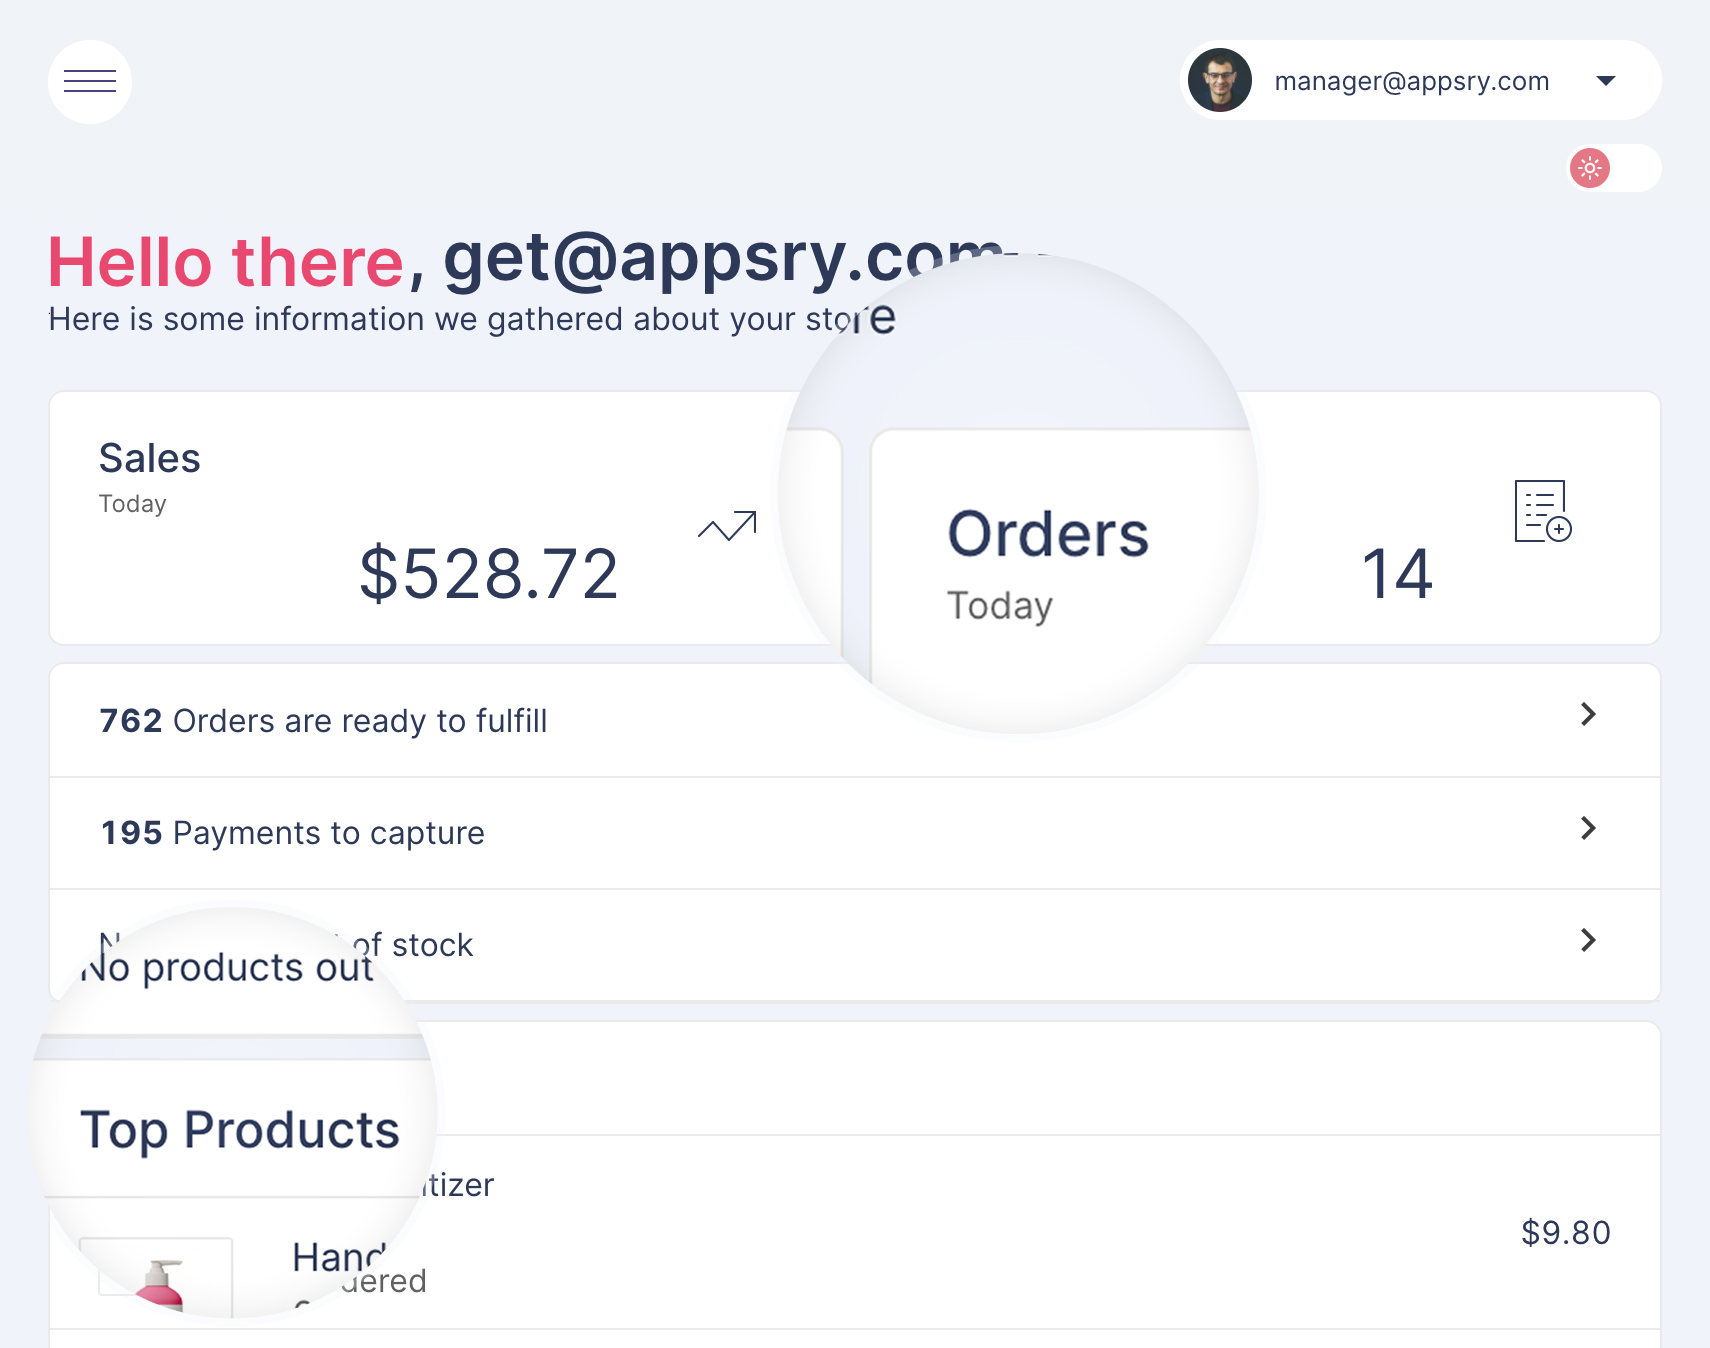 manager@appsry.com
Hello there, get@appsry.com
Here is some information we gathered about your store
Sales
Today
$528.72
Orders
Today
14
762 Orders are ready to fulfill
195 Payments to capture
No products out of stock
Top Products
Hand
itizer
dered
$9.80